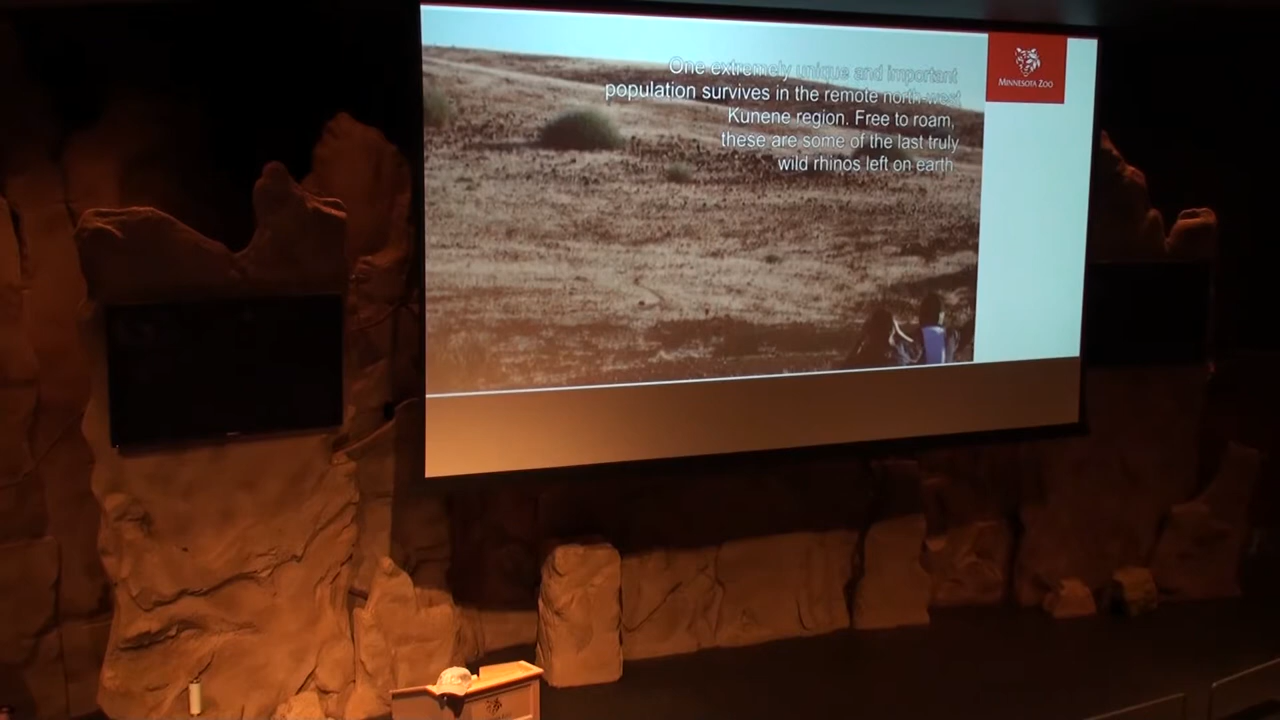 One extremely unique and important
population survives in the remote north-west
Kunene region. Free to roam,
these are some of the last truly
wild rhinos left on earth
MINNESOTA ZOO